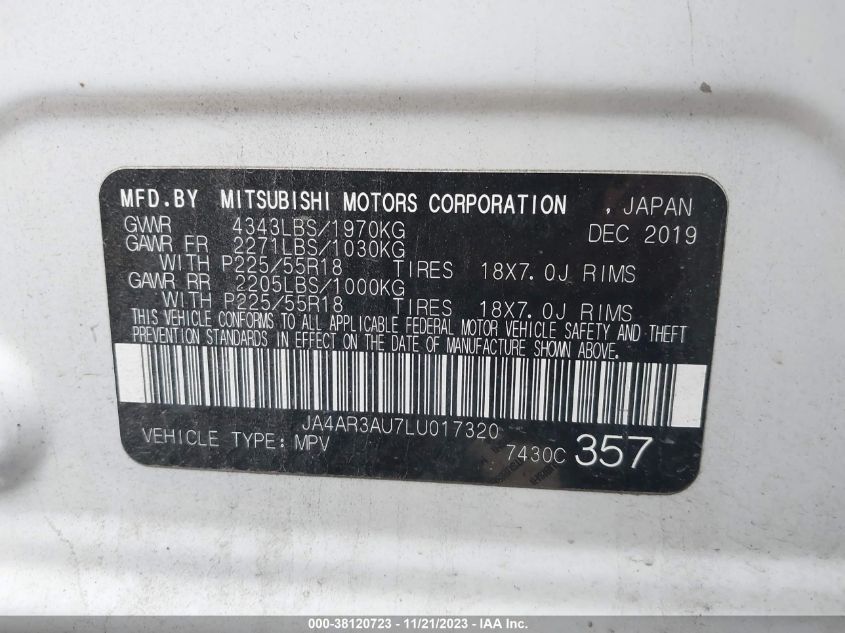 MFD.BY MITSUBISHI MOTORS CORPORATION , JAPAN
GVWR 4343LBS/1970KG DEC 2019
GAWR FR 2271LBS/1030KG
WITH P225/55R18 TIRES 18X7.0J RIMS
GAWR RR 2205LBS/1000KG
WITH P225/55R18 TIRES 18X7.0J RIMS
THIS VEHICLE CONFORMS TO ALL APPLICABLE FEDERAL MOTOR VEHICLE SAFETY AND THEFT
PREVENTION STANDARDS IN EFFECT ON THE DATE OF MANUFACTURE SHOWN ABOVE.
JA4AR3AU7LU017320
VEHICLE TYPE: MPV 7430C 357
000-38120723 - 11/21/2023 - IAA Inc.